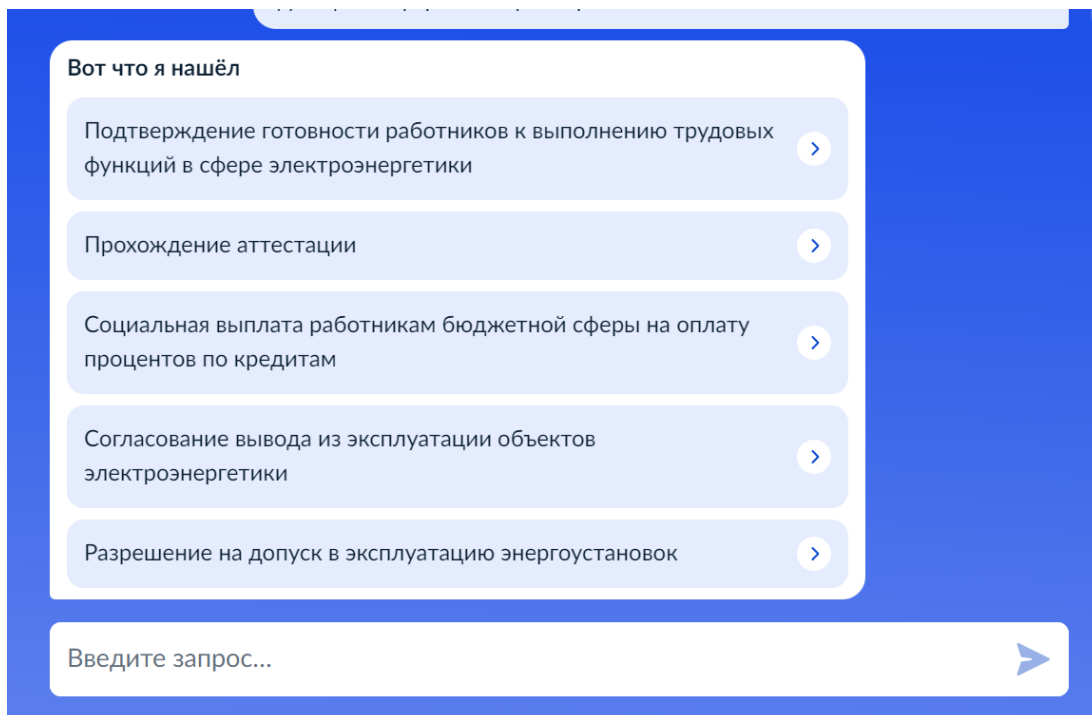 Вот что я нашёл
Подтверждение готовности работников к выполнению трудовых
функций в сфере электроэнергетики
Прохождение аттестации
Социальная выплата работникам бюджетной сферы на оплату
процентов по кредитам
Согласование вывода из эксплуатации объектов
электроэнергетики
Разрешение на допуск в эксплуатацию энергоустановок
Введите запрос...